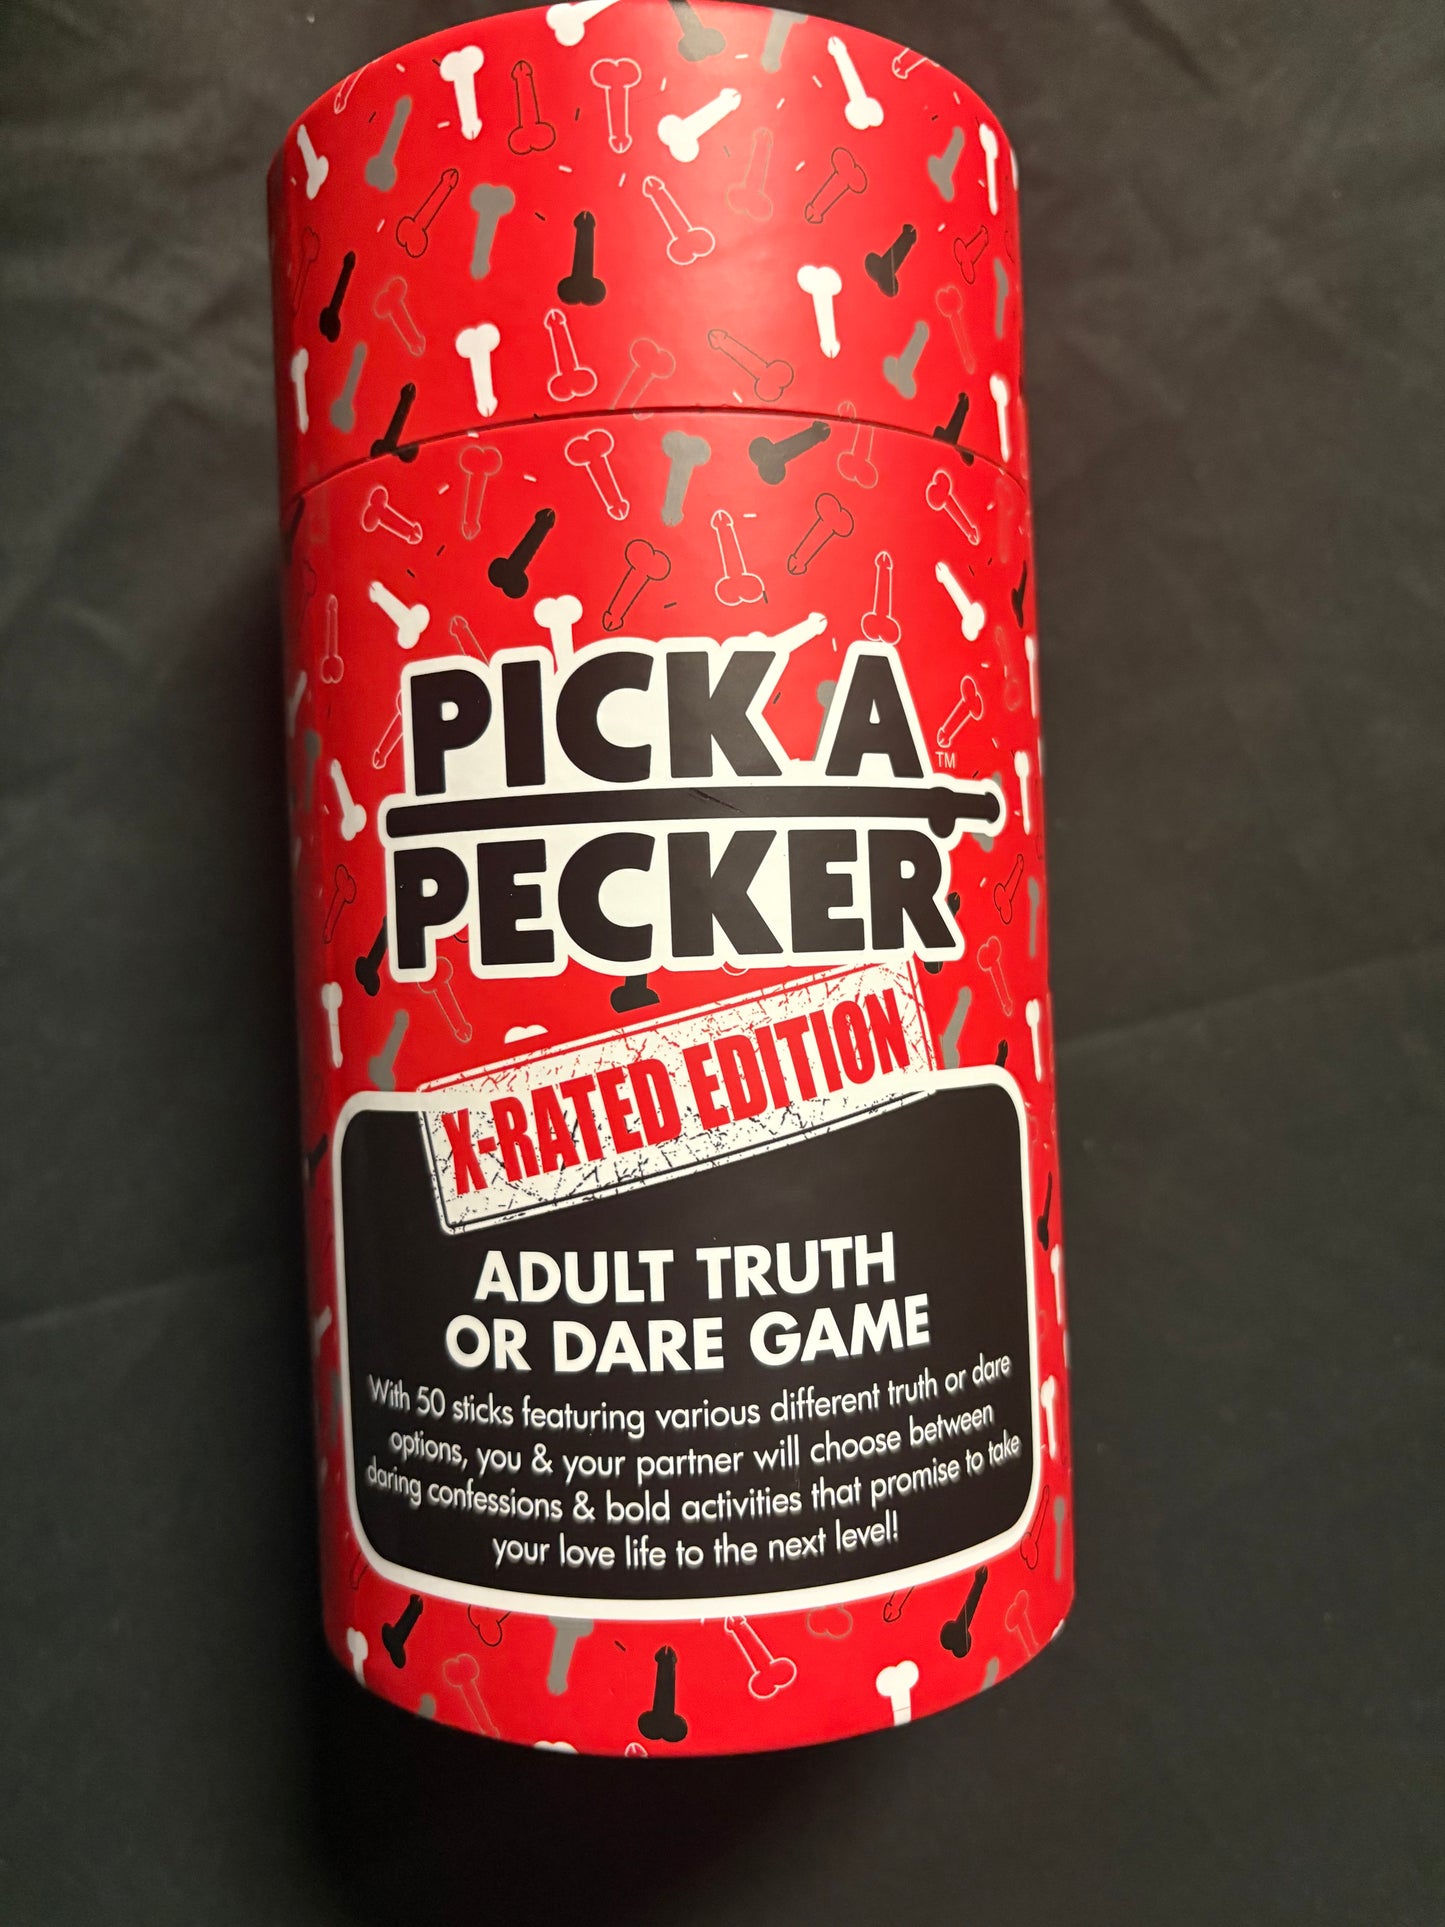 PICK A
TM
PECKER
X-RATED EDITION
ADULT TRUTH
OR DARE GAME
With 50 sticks featuring various different truth or dare
options, you & your partner will choose between
daring confessions & bold activities that promise to take
your love life to the next level!